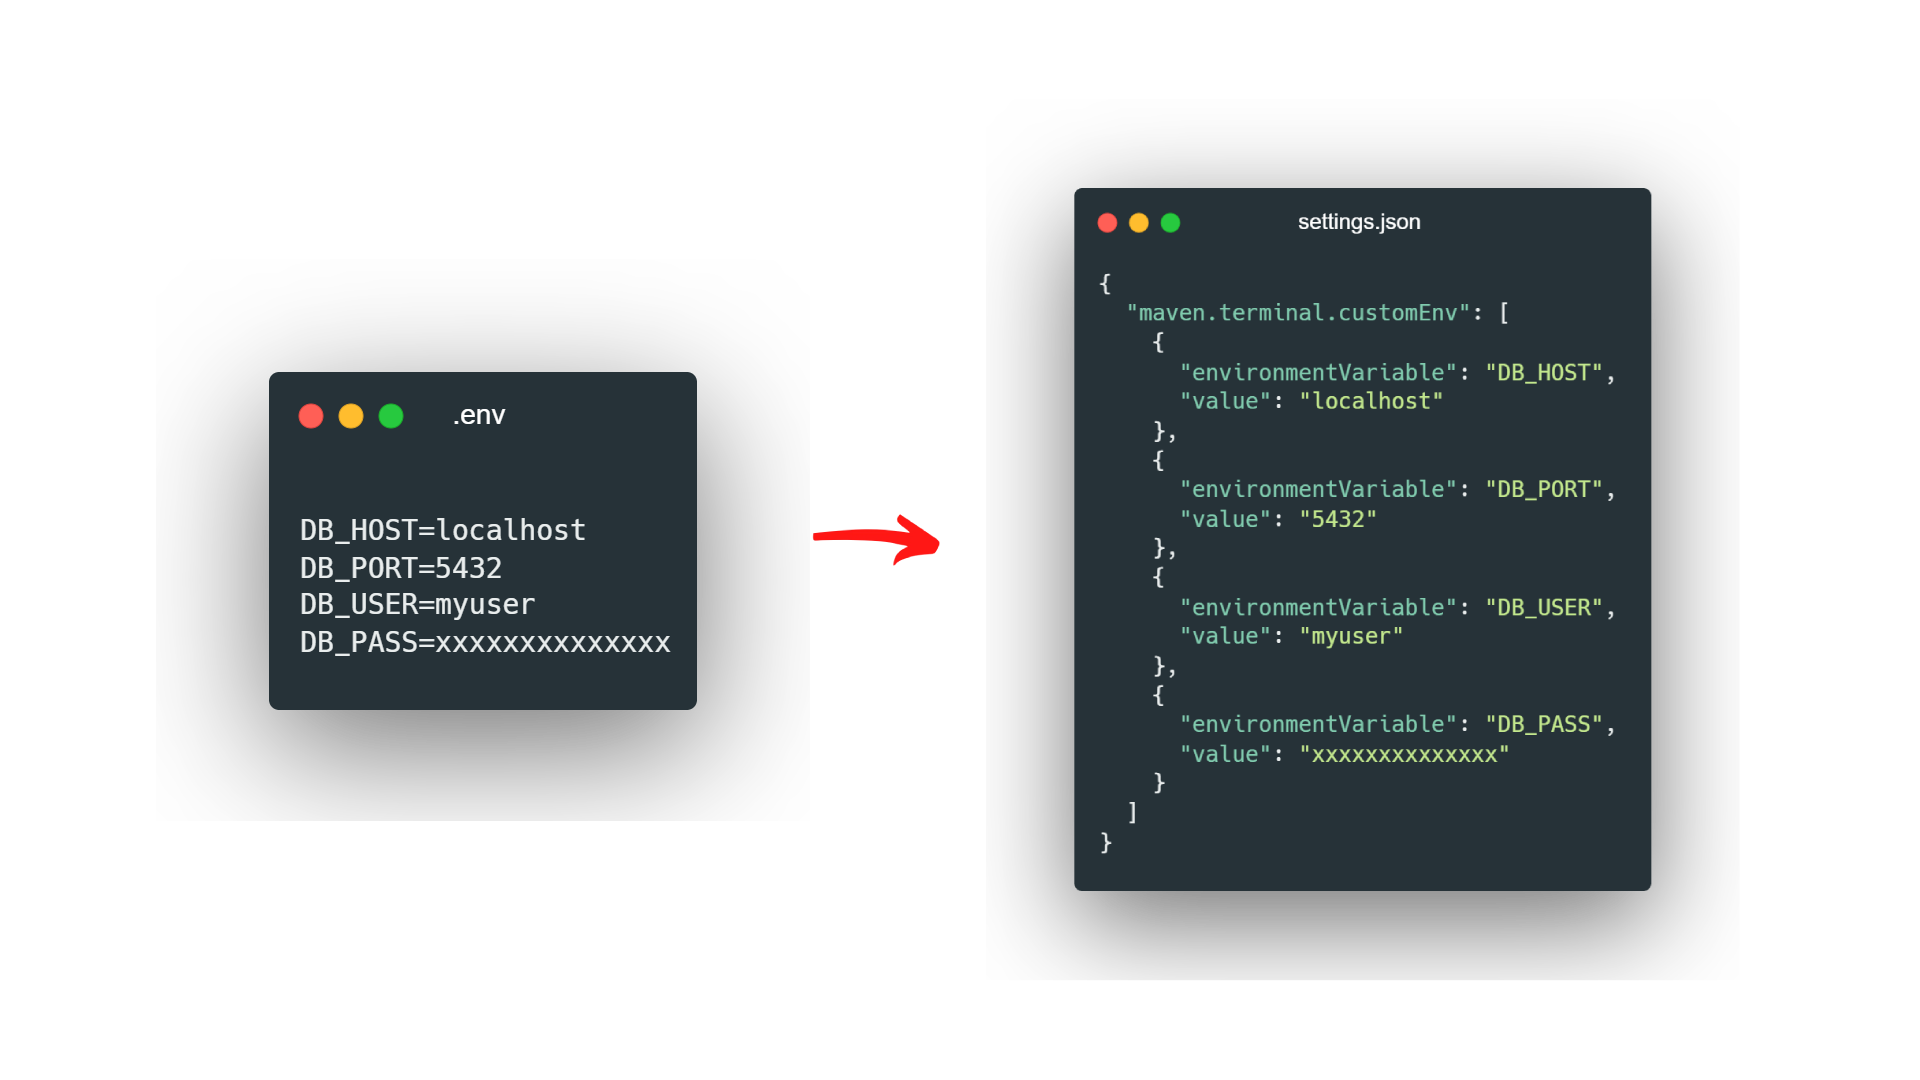 .env
DB_HOST=localhost
DB_PORT=5432
DB_USER=myuser
DB_PASS=xxxxxxxxxxxxxx
settings.json
{
  "maven.terminal.customEnv": [
    {
      "environmentVariable": "DB_HOST",
      "value": "localhost"
    },
    {
      "environmentVariable": "DB_PORT",
      "value": "5432"
    },
    {
      "environmentVariable": "DB_USER",
      "value": "myuser"
    },
    {
      "environmentVariable": "DB_PASS",
      "value": "xxxxxxxxxxxxxx"
    }
  ]
}